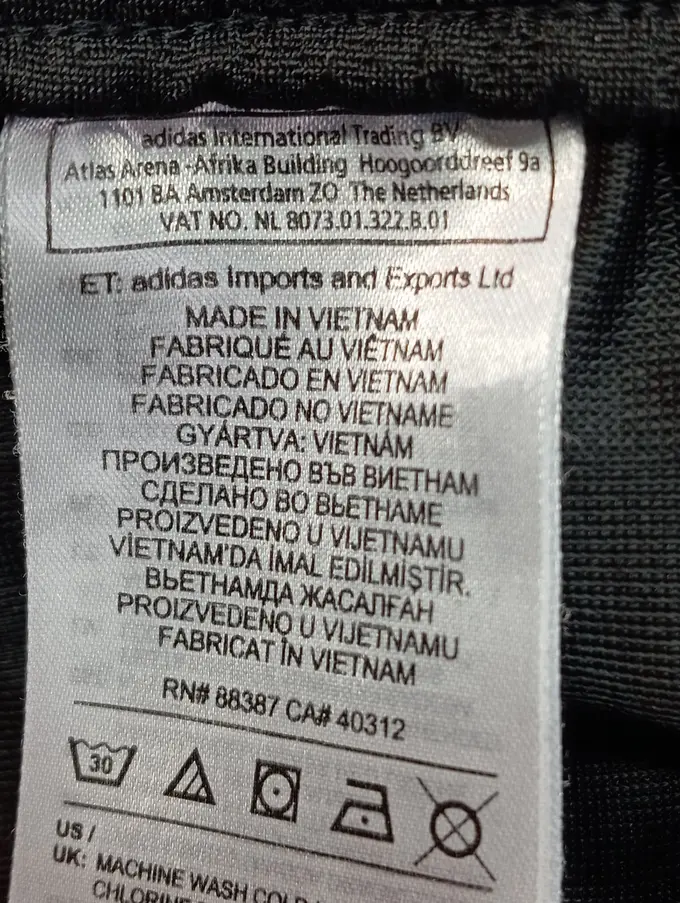 adidas International Trading BV
Atlas Arena -Afrika Building Hoogoorddreef 9a
1101 BA Amsterdam ZO The Netherlands
VAT NO. NL 8073.01.322.B.01
ET: adidas Imports and Exports Ltd
MADE IN VIETNAM
FABRIQUÉ AU VIÊTNAM
FABRICADO EN VIETNAM
FABRICADO NO VIETNAME
GYÁRTVA: VIETNÁM
ПРОИЗВЕДЕНО ВЪВ ВИЕТНАМ
СДЕЛАНО ВО ВЬЕТНАМЕ
PROIZVEDENO U VIJETNAMU
VİETNAM'DA İMAL EDİLMİŞTİR.
ВЬЕТНАМДА ЖАСАЛҒАН
PROIZVEDENO U VIJETNAMU
FABRICAT ÎN VIETNAM
RN# 88387 CA# 40312
30
US /
UK: MACHINE WASH COLD